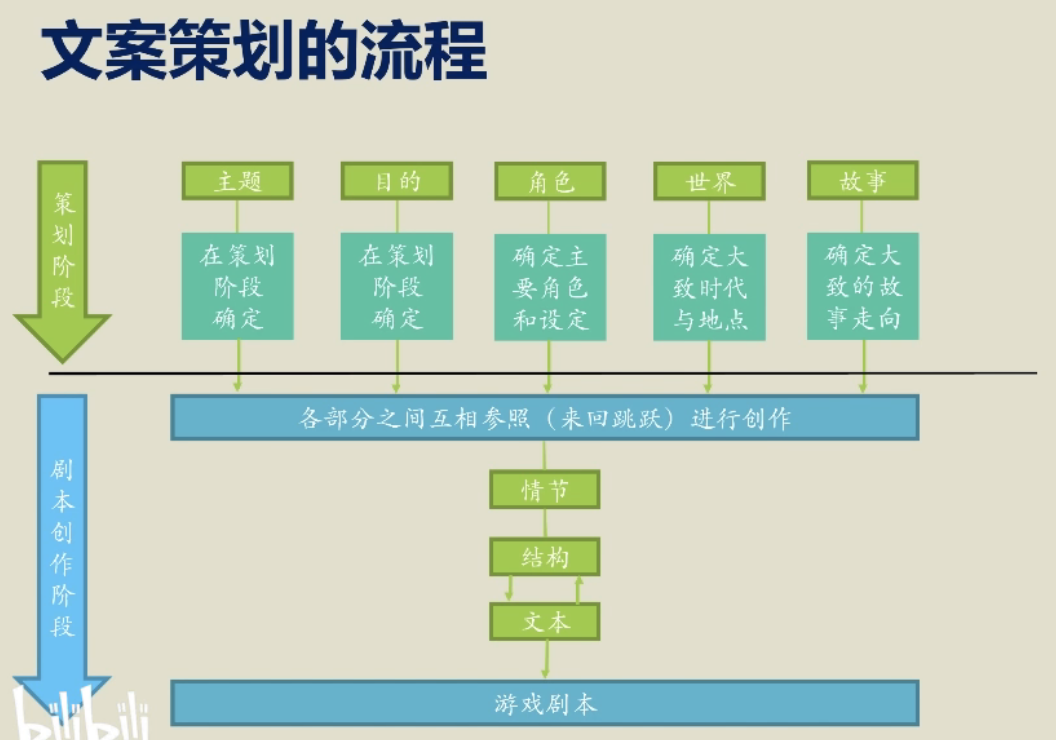 文案策划的流程
策划阶段
主题
目的
角色
世界
故事
在策划
阶段
确定
在策划
阶段
确定
确定主
要角色
和设定
确定大
致时代
与地点
确定大
致的故
事走向
剧本创作阶段
各部分之间互相参照（来回跳跃）进行创作
情节
结构
文本
游戏剧本
bilibili